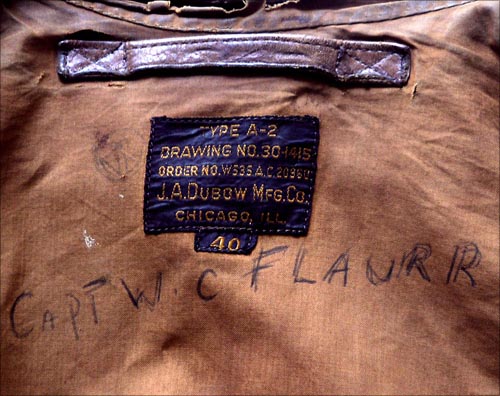 TYPE A-2
DRAWING NO. 30-1415
ORDER NO. W535 A.C. 20960
J.A. DUBOW MFG. CO.
CHICAGO, ILL.
40
CAPT W. C FLAURR